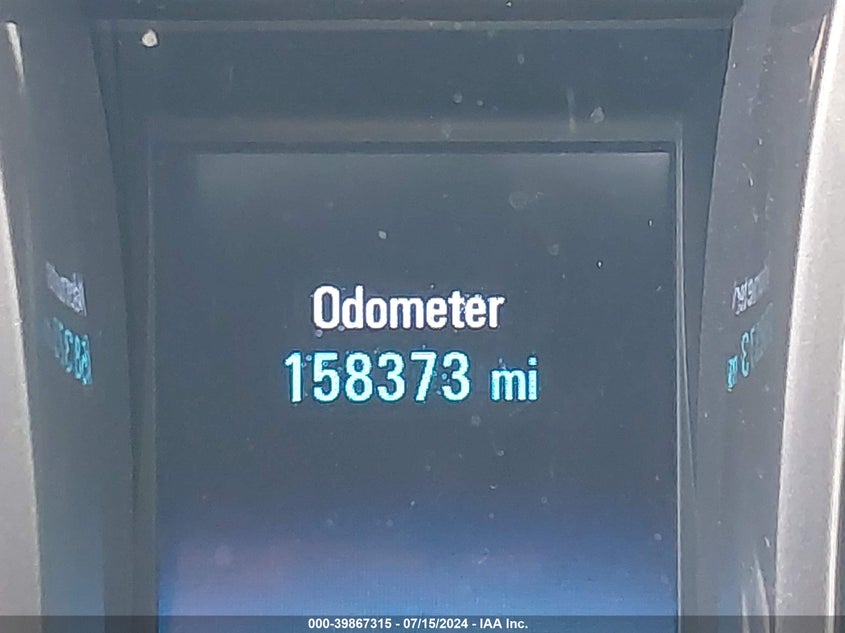 Odometer
158373 mi
000-39867315 - 07/15/2024 - IAA Inc.